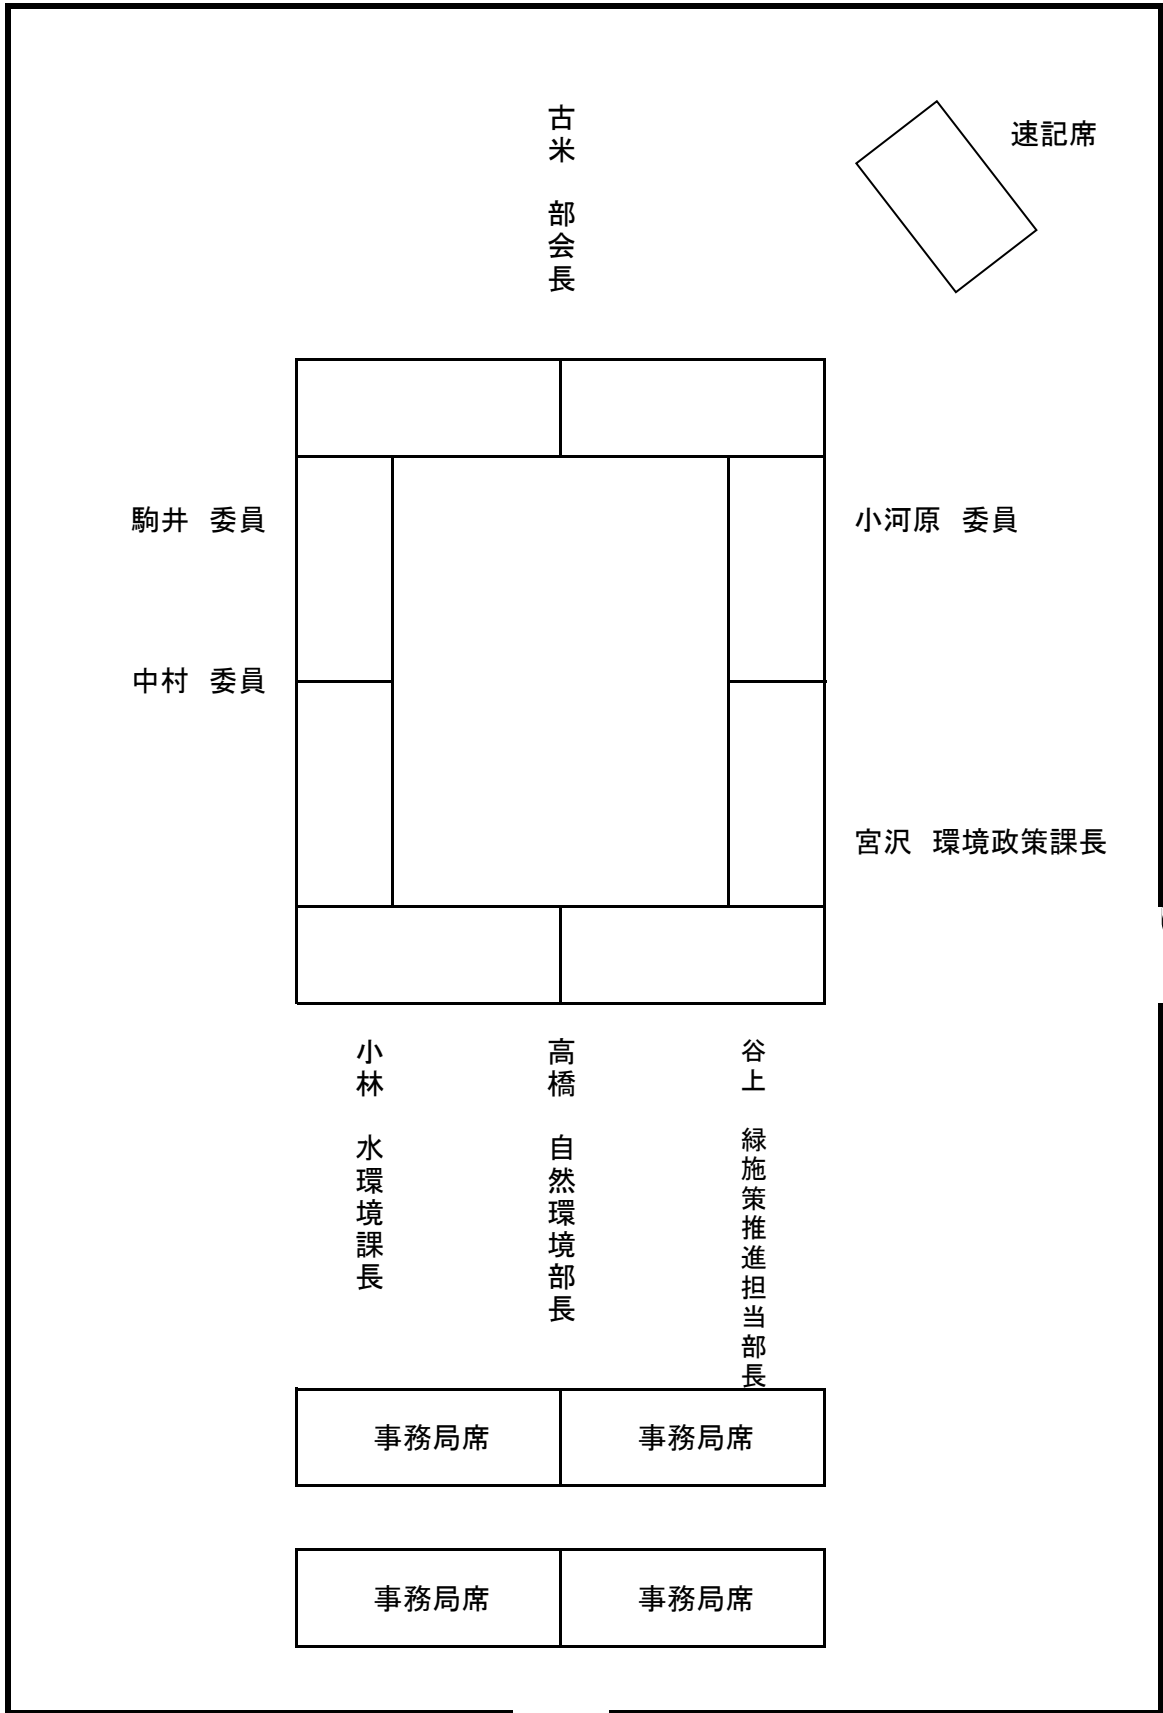 古米　部会長
速記席
駒井　委員
小河原　委員
中村　委員
宮沢　環境政策課長
小林　水環境課長
高橋　自然環境部長
谷上　緑施策推進担当部長
事務局席
事務局席
事務局席
事務局席